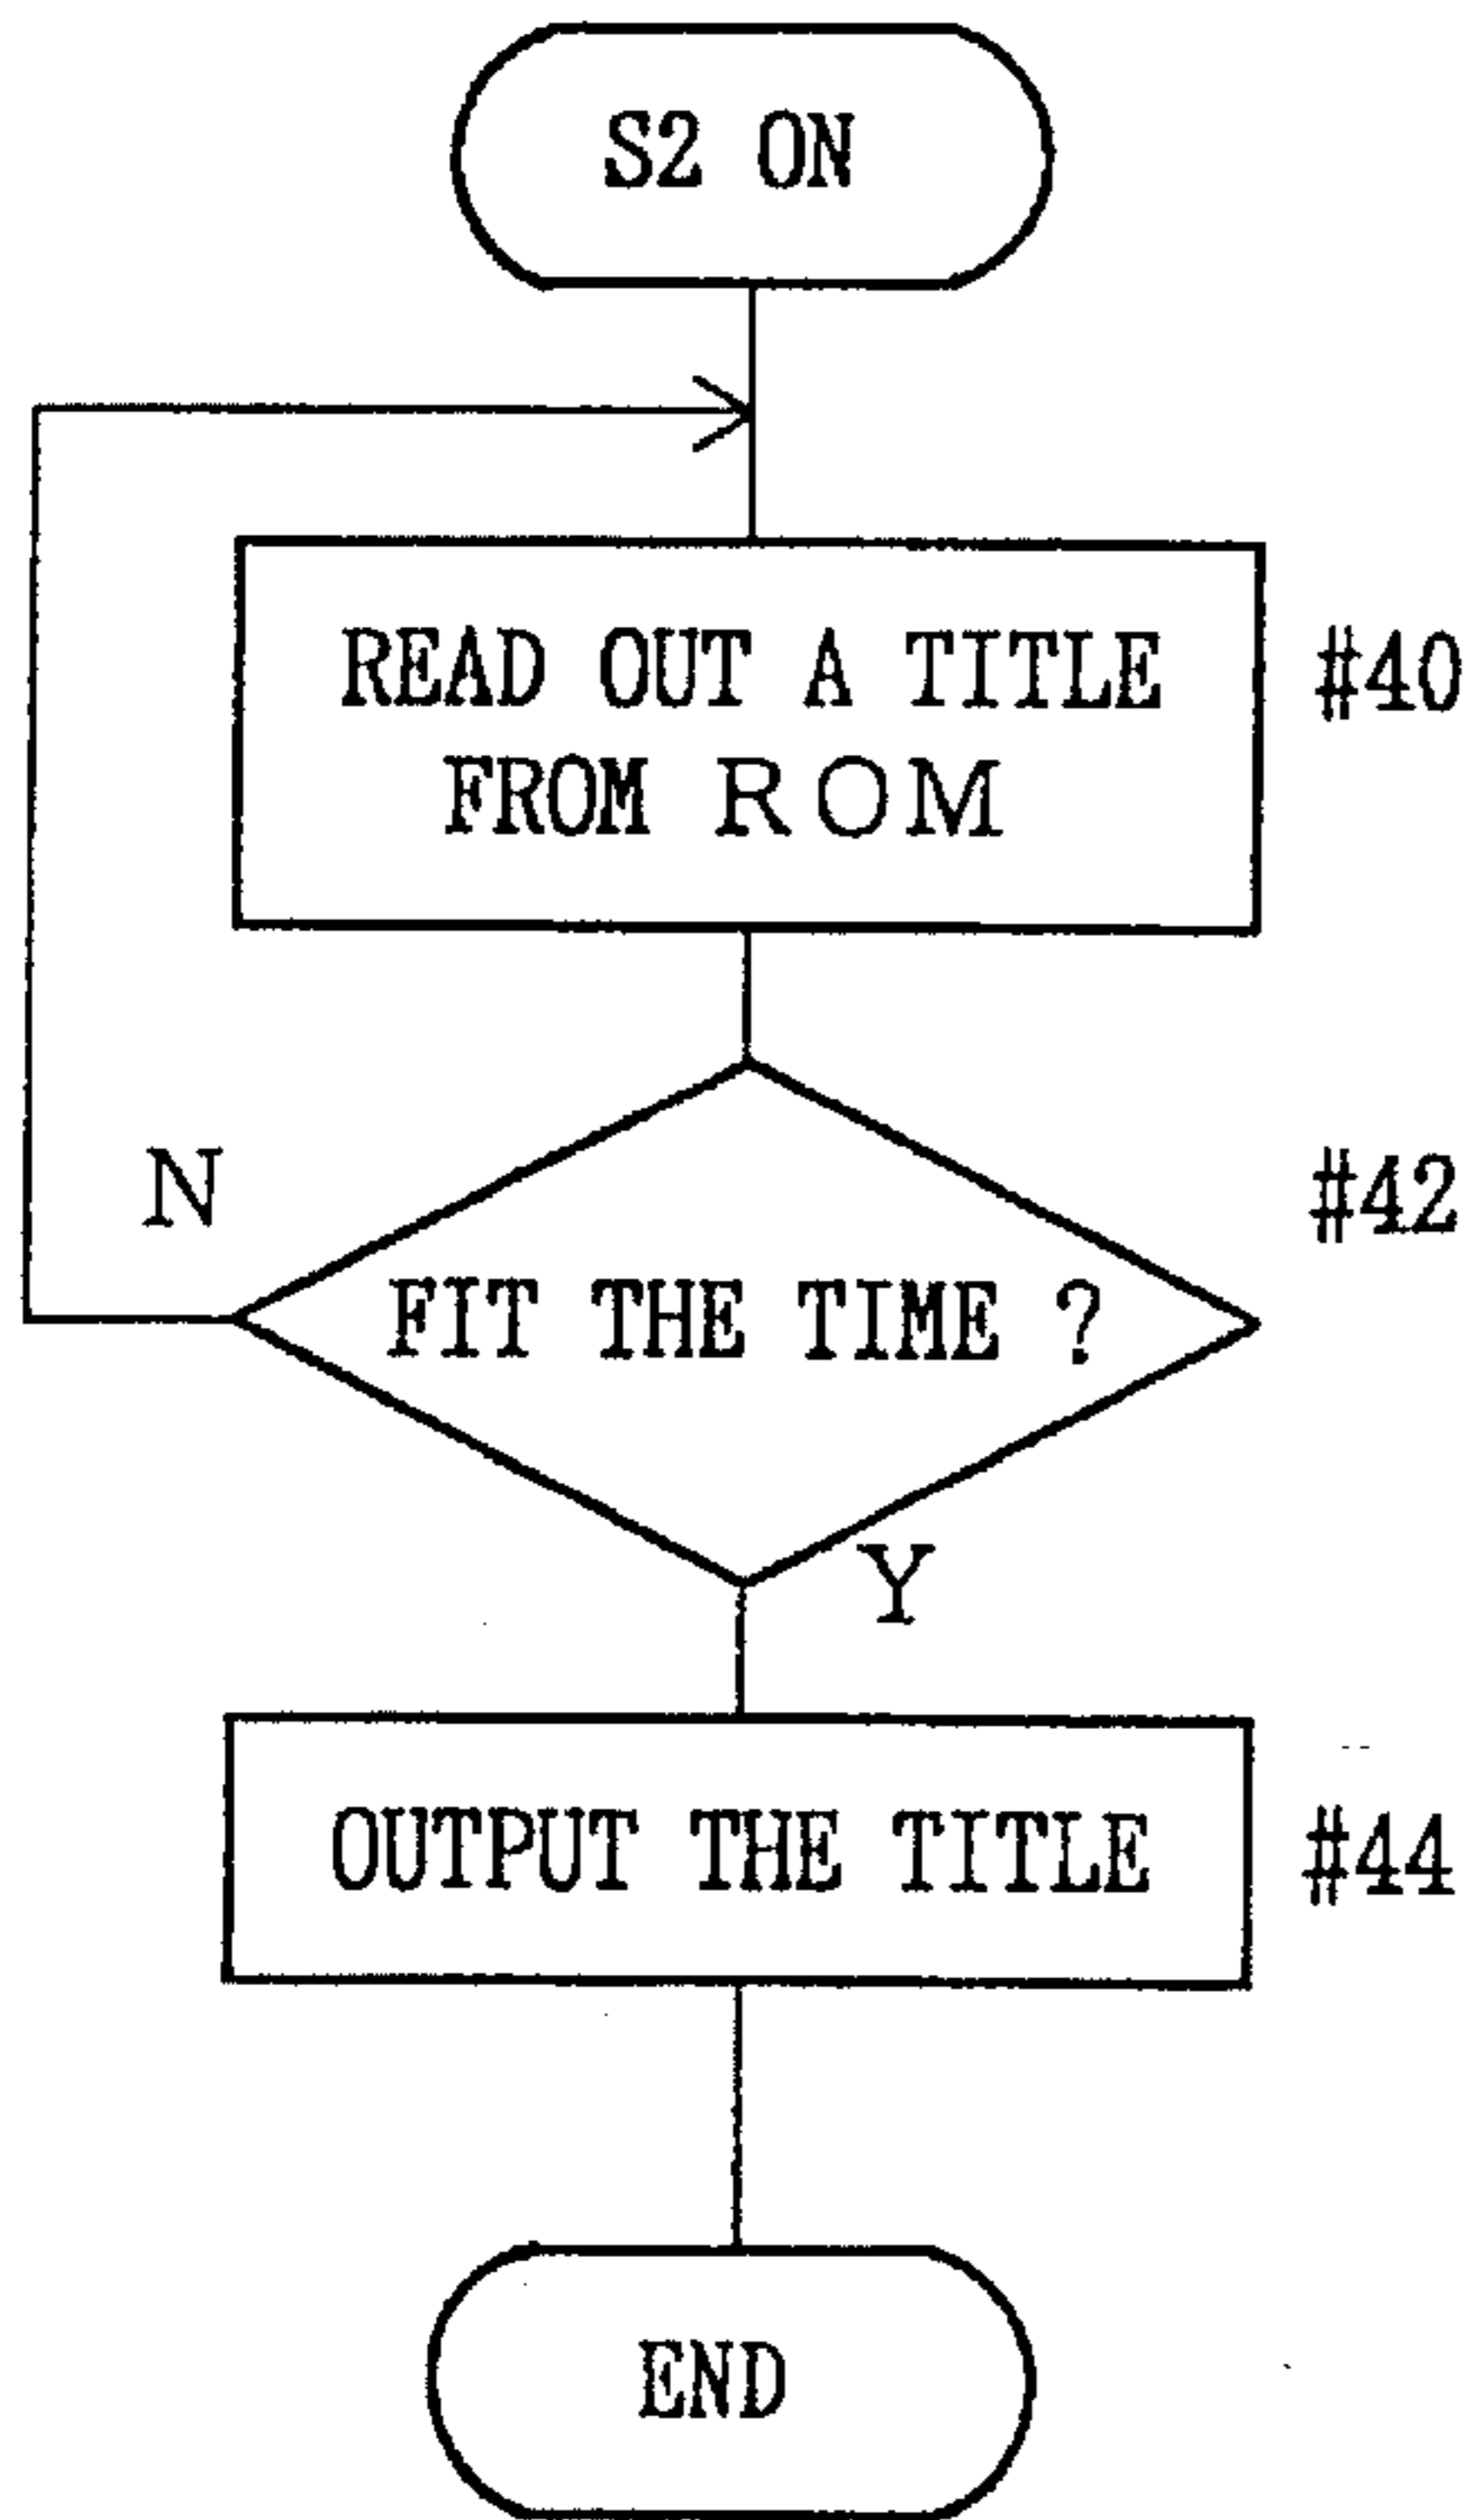 S2 ON
READ OUT A TITLE
FROM ROM
#40
N
#42
FIT THE TIME ?
Y
OUTPUT THE TITLE
#44
END